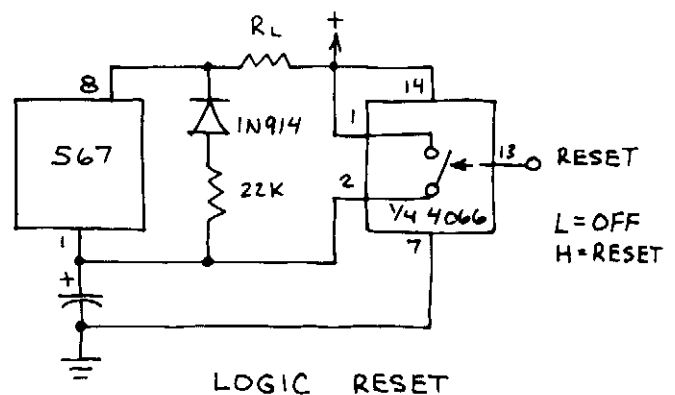 RL
+
8
14
1N914
1
567
13
RESET
22K
2
1/4 4066
L=OFF
H=RESET
1
7
+
LOGIC RESET